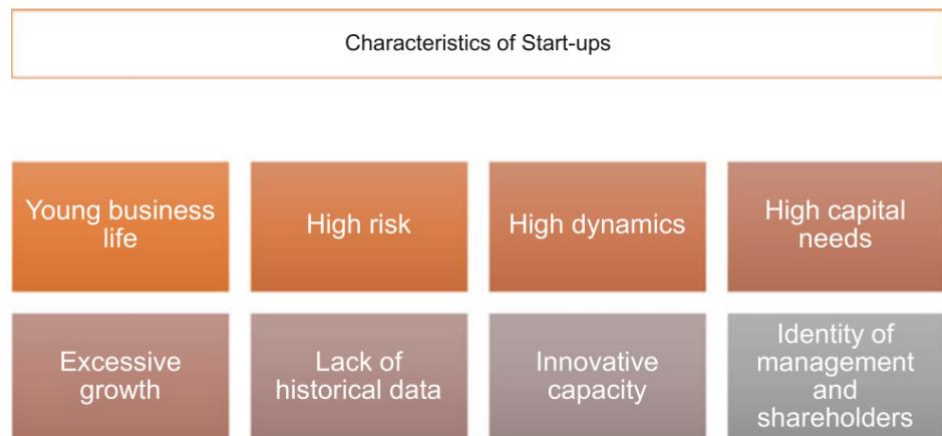 Characteristics of Start-ups
Young business
life
High risk
High dynamics
High capital
needs
Excessive
growth
Lack of
historical data
Innovative
capacity
Identity of
management
and
shareholders